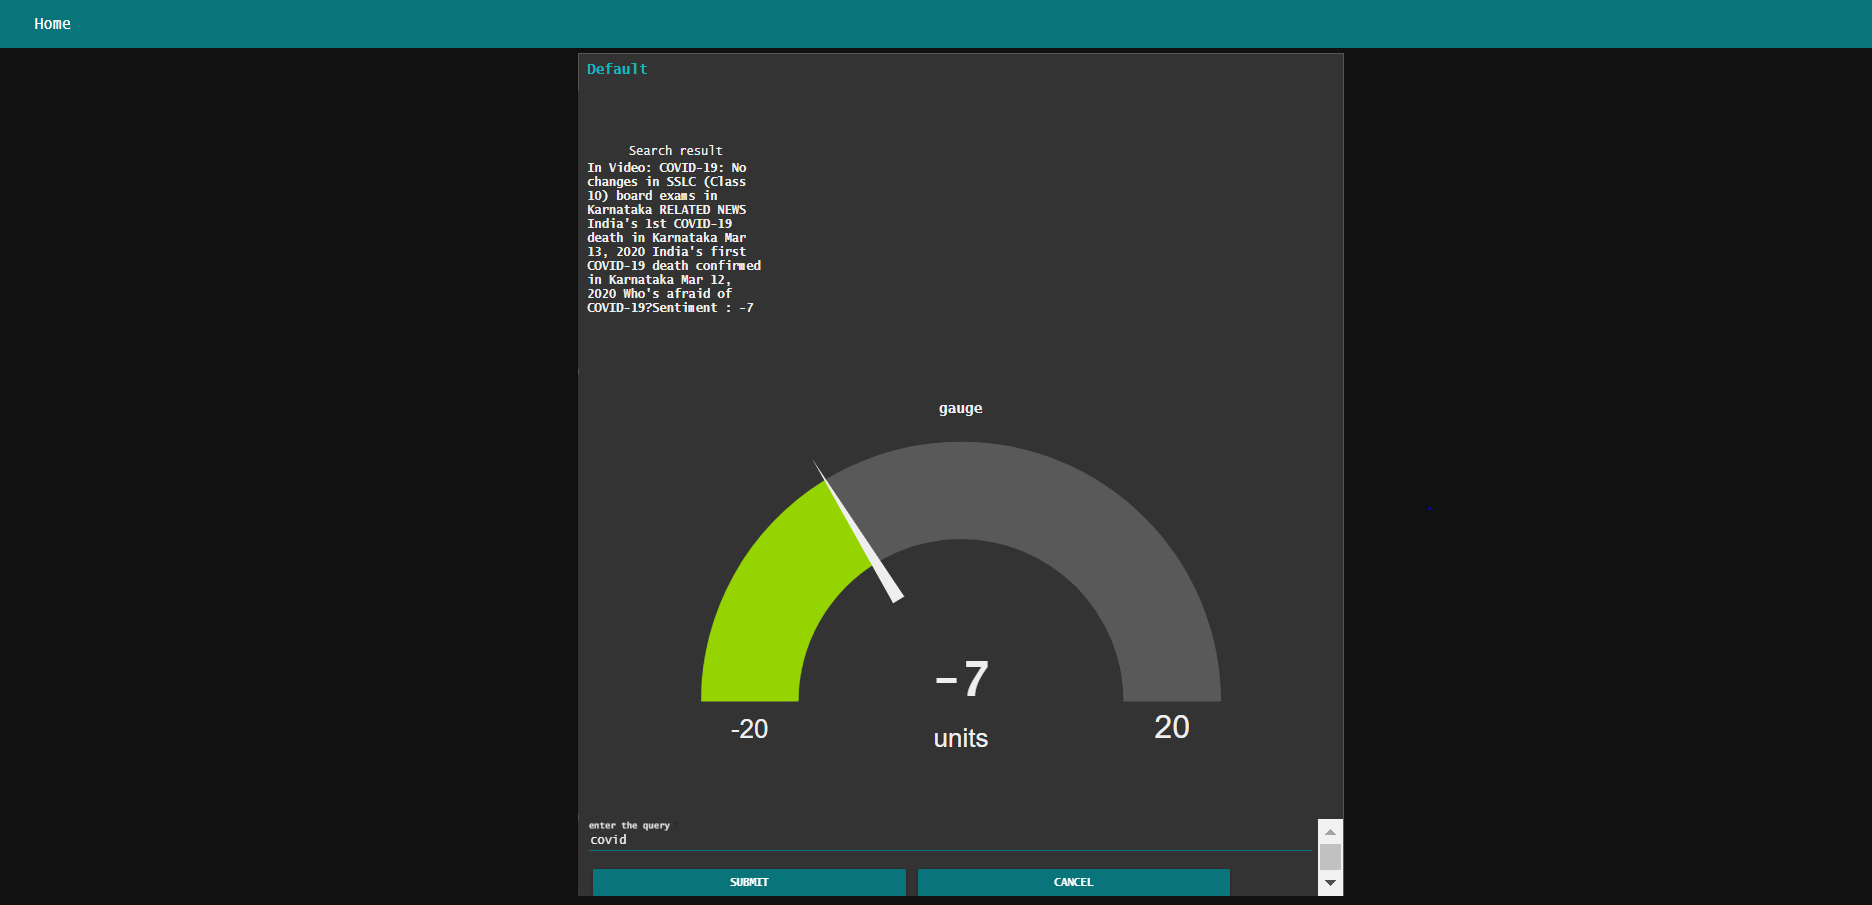 Home
Default
Search result
In Video: COVID-19: No
changes in SSLC (Class
10) board exams in
Karnataka RELATED NEWS
India's 1st COVID-19
death in Karnataka Mar
13, 2020 India's first
COVID-19 death confirmed
in Karnataka Mar 12,
2020 Who's afraid of
COVID-19?Sentiment : -7
gauge
-7
-20
units
20
enter the query
covid
SUBMIT
CANCEL